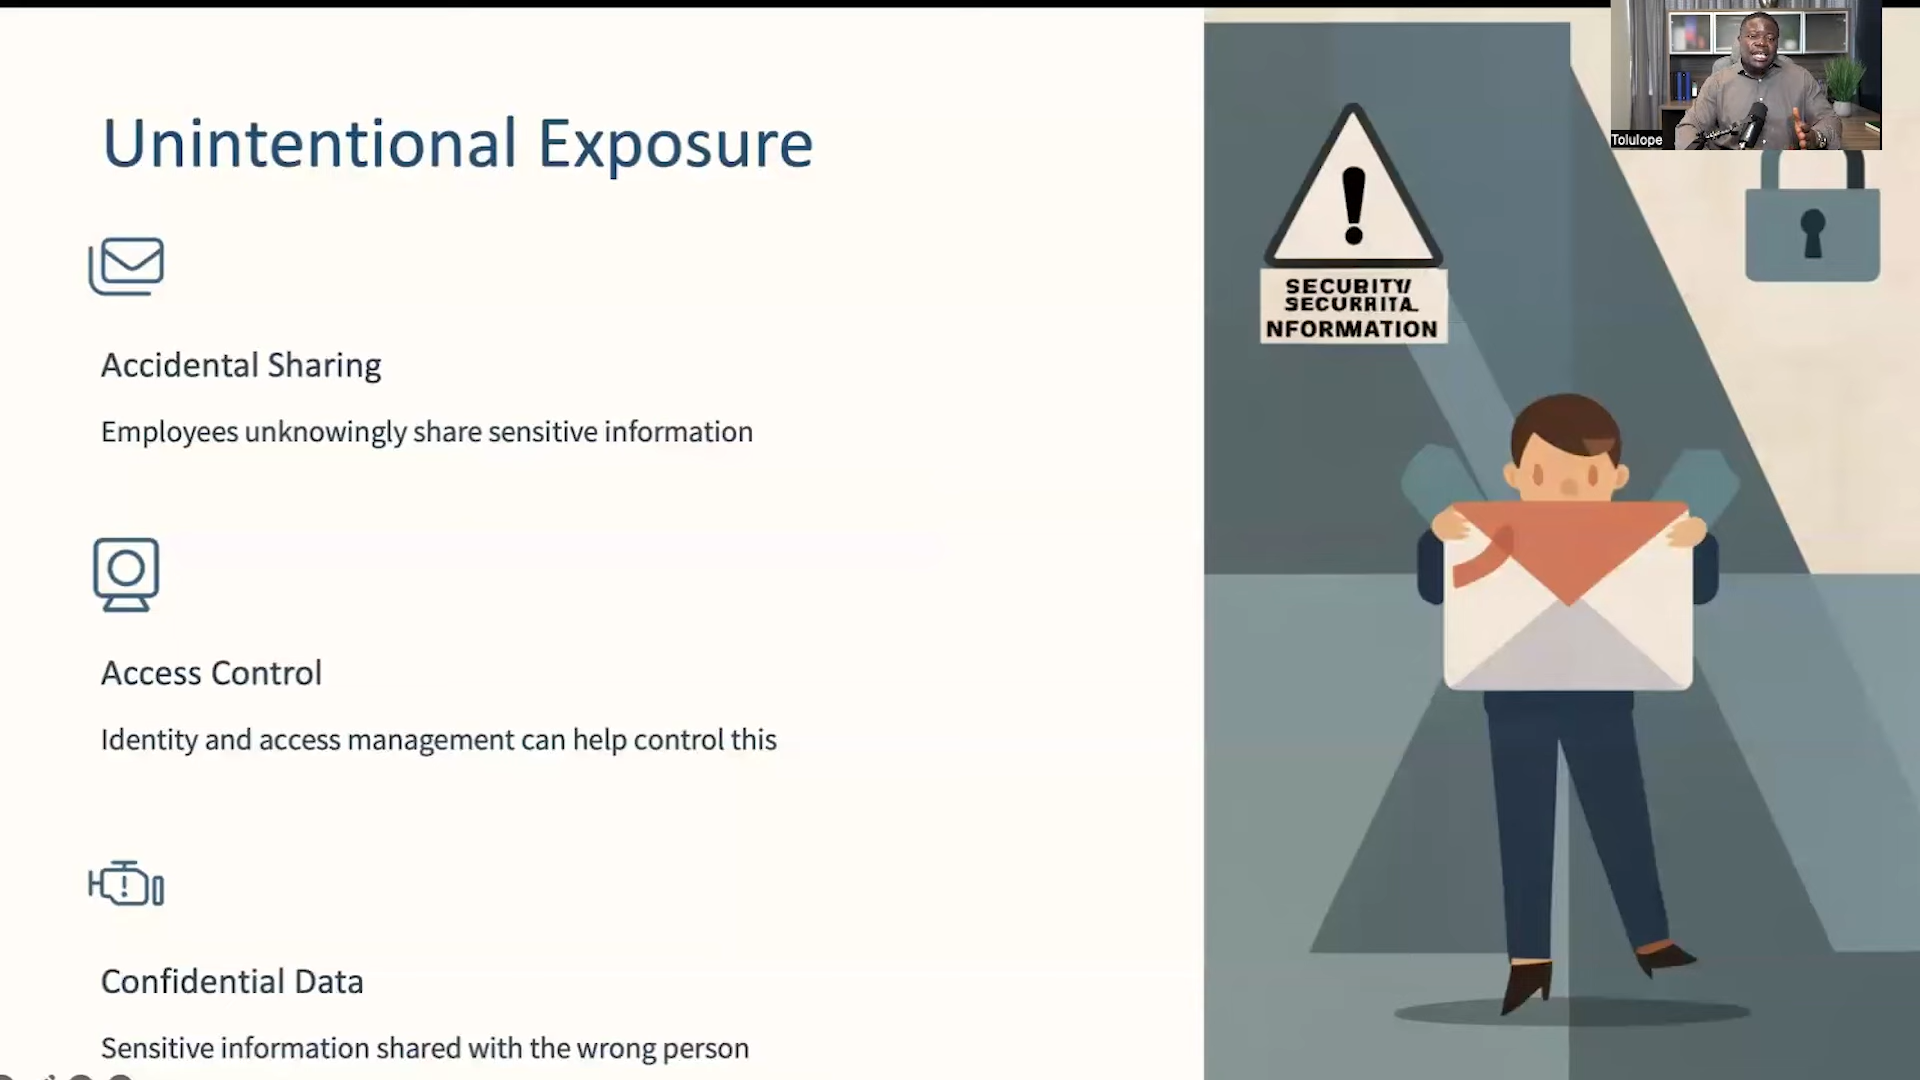 Unintentional Exposure
Accidental Sharing
Employees unknowingly share sensitive information
Access Control
Identity and access management can help control this
Confidential Data
Sensitive information shared with the wrong person
SECURITY/
SECURRITA.
NFORMATION
Tolulope